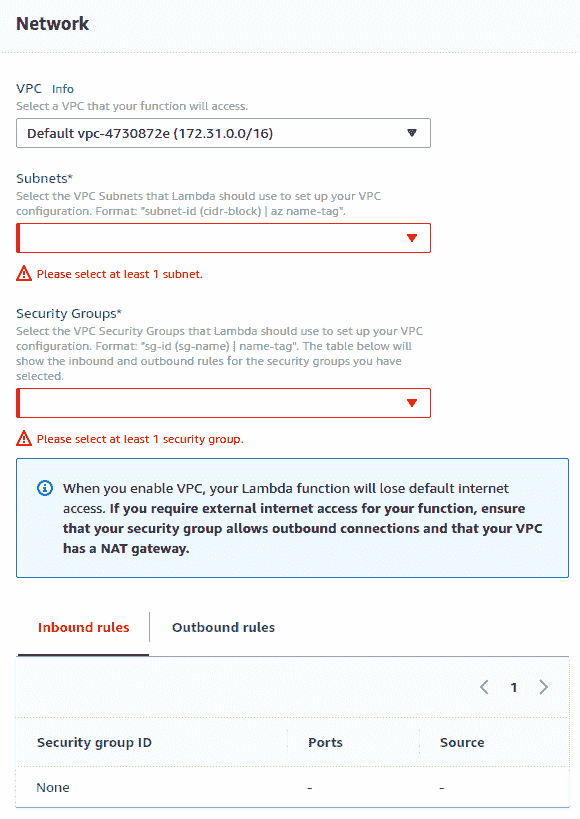 Network
VPC Info
Select a VPC that your function will access.
Default vpc-4730872e (172.31.0.0/16)
Subnets*
Select the VPC Subnets that Lambda should use to set up your VPC
configuration. Format: "subnet-id (cidr-block) | az name-tag".
Please select at least 1 subnet.
Security Groups*
Select the VPC Security Groups that Lambda should use to set up your VPC
configuration. Format: "sg-id (sg-name) | name-tag". The table below will
show the inbound and outbound rules for the security groups you have
selected.
Please select at least 1 security group.
When you enable VPC, your Lambda function will lose default internet
access. If you require external internet access for your function, ensure
that your security group allows outbound connections and that your VPC
has a NAT gateway.
Inbound rules Outbound rules
1
Security group ID Ports Source
None - -